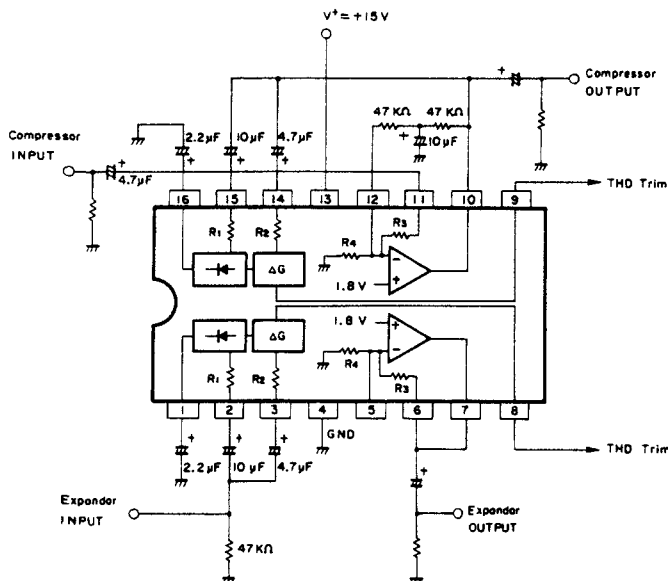 V⁺ = +15V
Compressor
OUTPUT
47 KΩ
47 KΩ
+
10 µF
+
Compressor
INPUT
+
4.7µF
2.2µF
+
10µF
+
4.7µF
+
THD Trim
16
15
14
13
12
11
10
9
R1
R2
R3
R4
ΔG
1.8 V
−
+
ΔG
1.8 V
+
−
R4
R1
R2
R3
1
2
3
4
5
6
7
8
GND
+
2.2µF
+
10µF
+
4.7µF
THD Trim
Expandor
INPUT
47KΩ
+
Expandor
OUTPUT